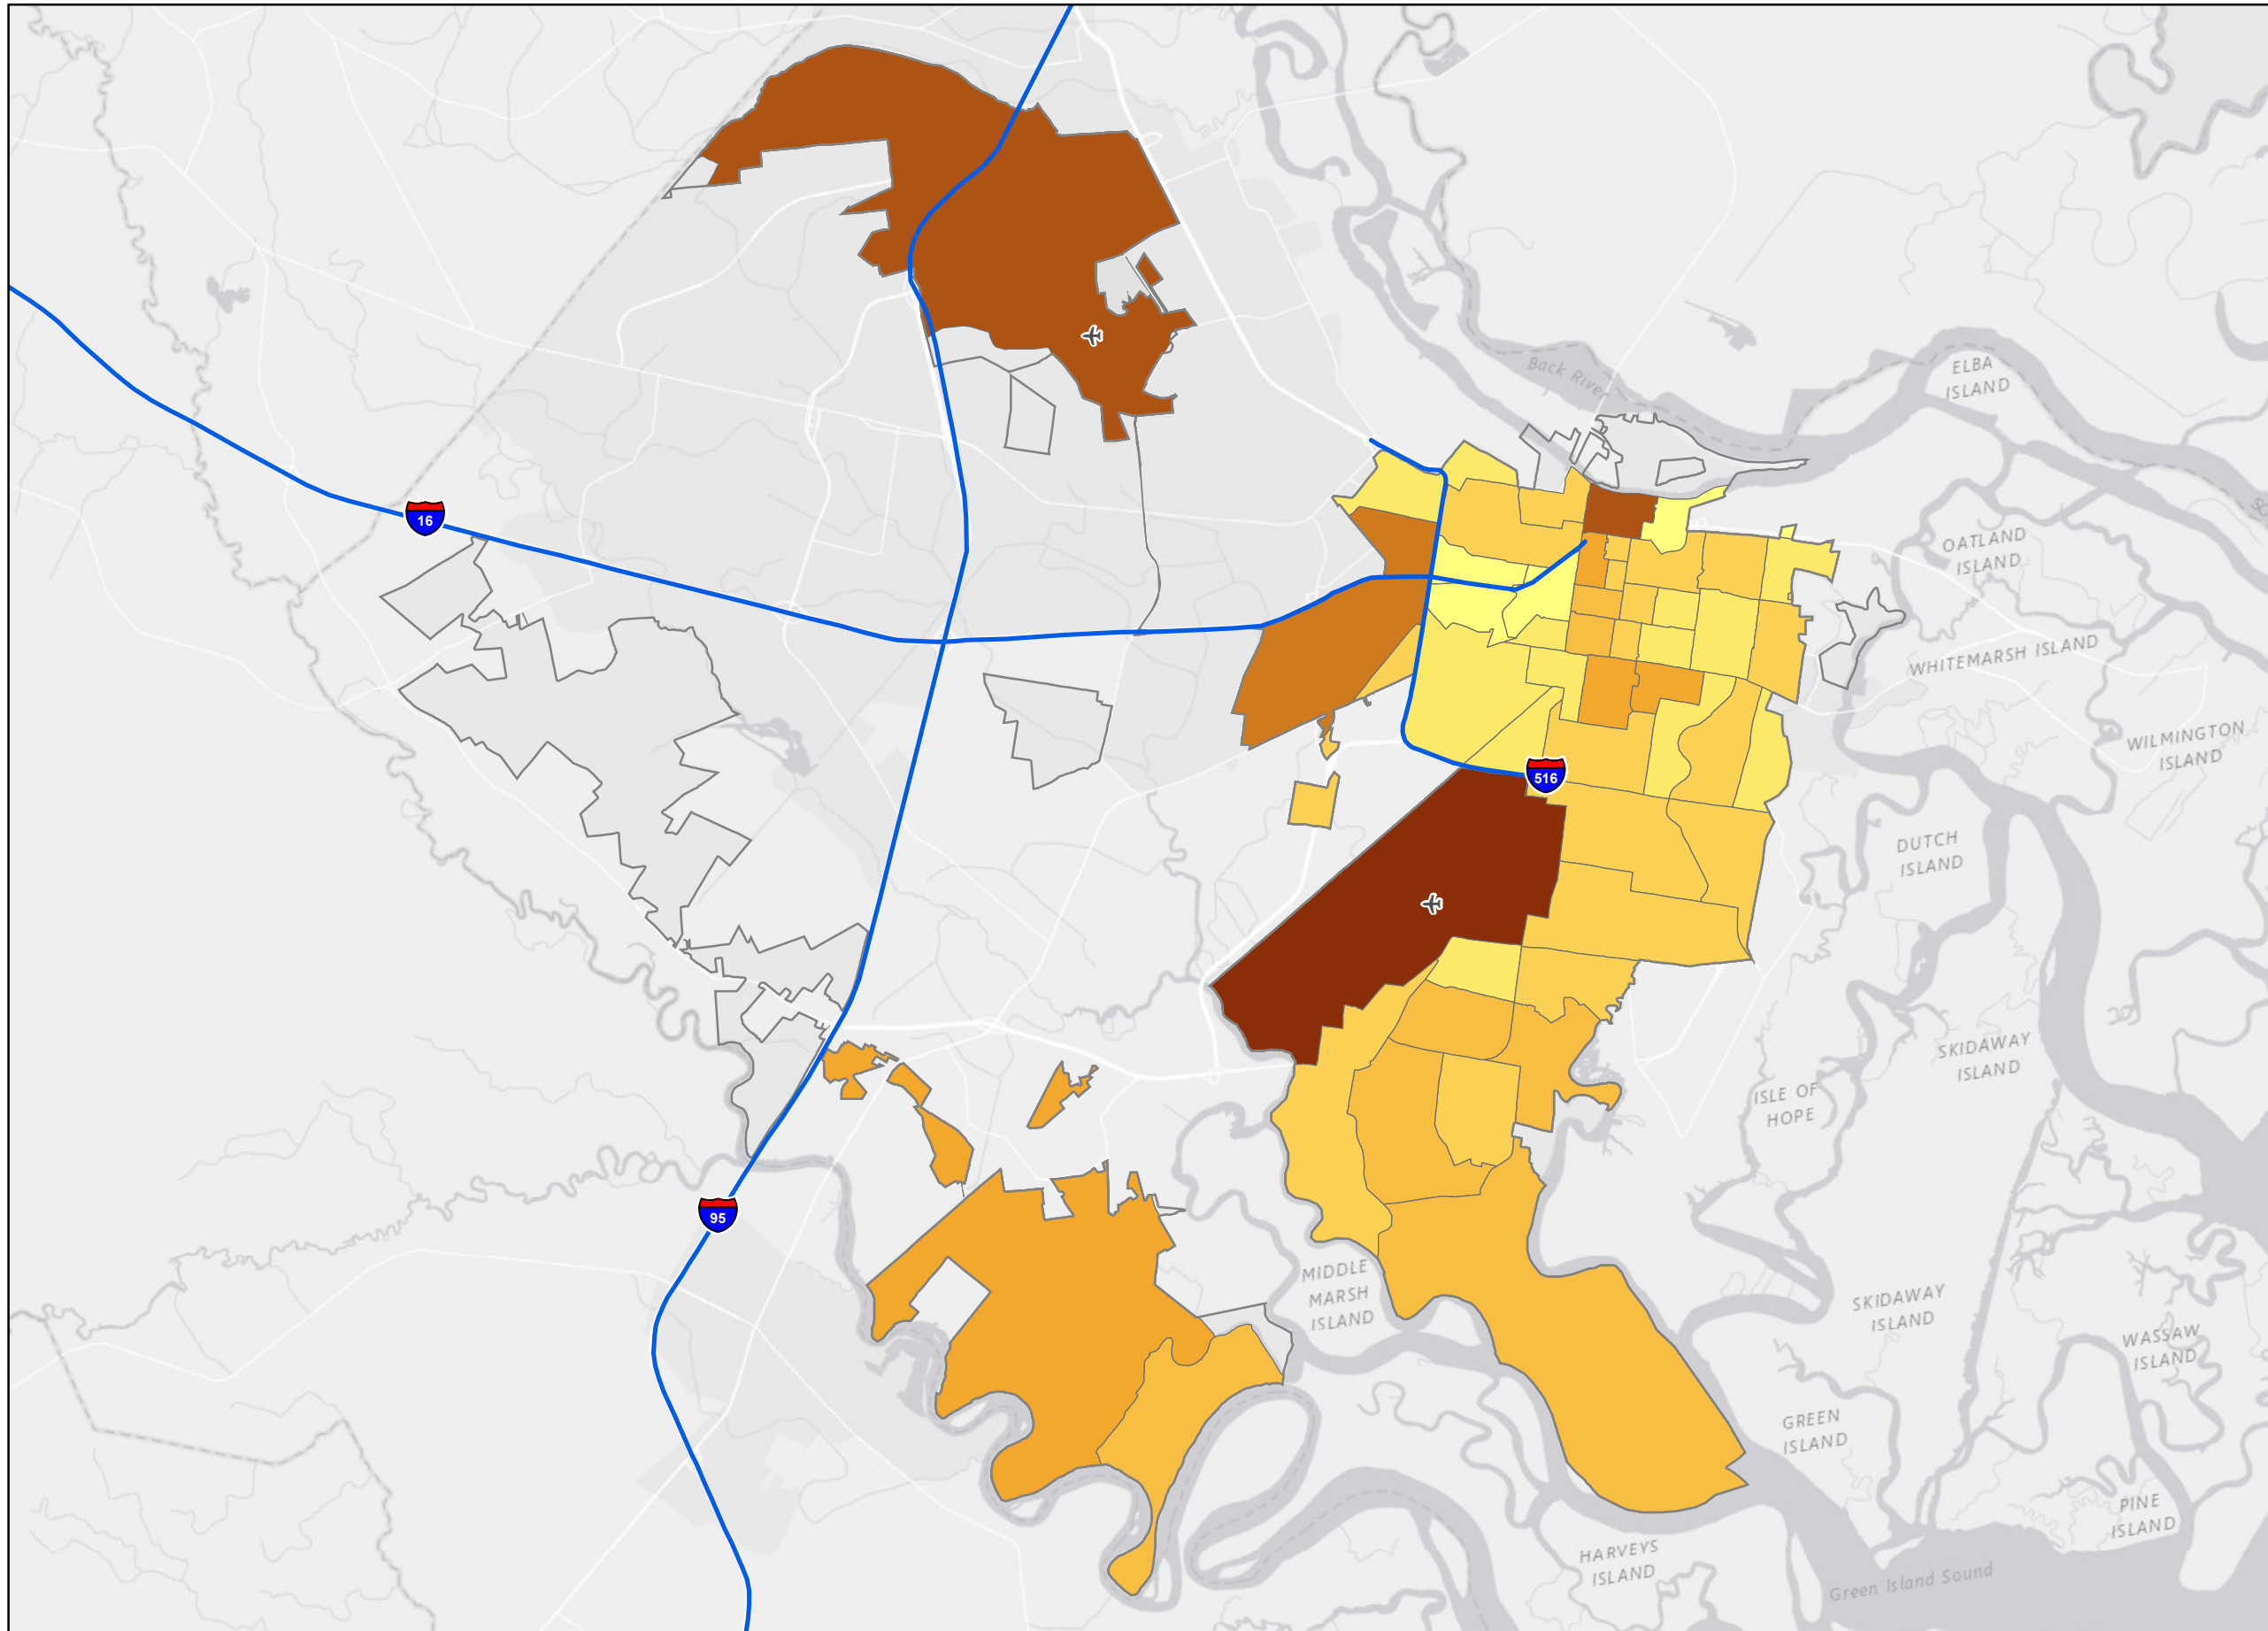 Back River
ELBA
ISLAND
16
OATLAND
ISLAND
WHITEMARSH ISLAND
WILMINGTON
ISLAND
516
DUTCH
ISLAND
SKIDAWAY
ISLAND
ISLE OF
HOPE
95
MIDDLE
MARSH
ISLAND
SKIDAWAY
ISLAND
WASSAW
ISLAND
GREEN
ISLAND
PINE
ISLAND
HARVEYS
ISLAND
Green Island Sound